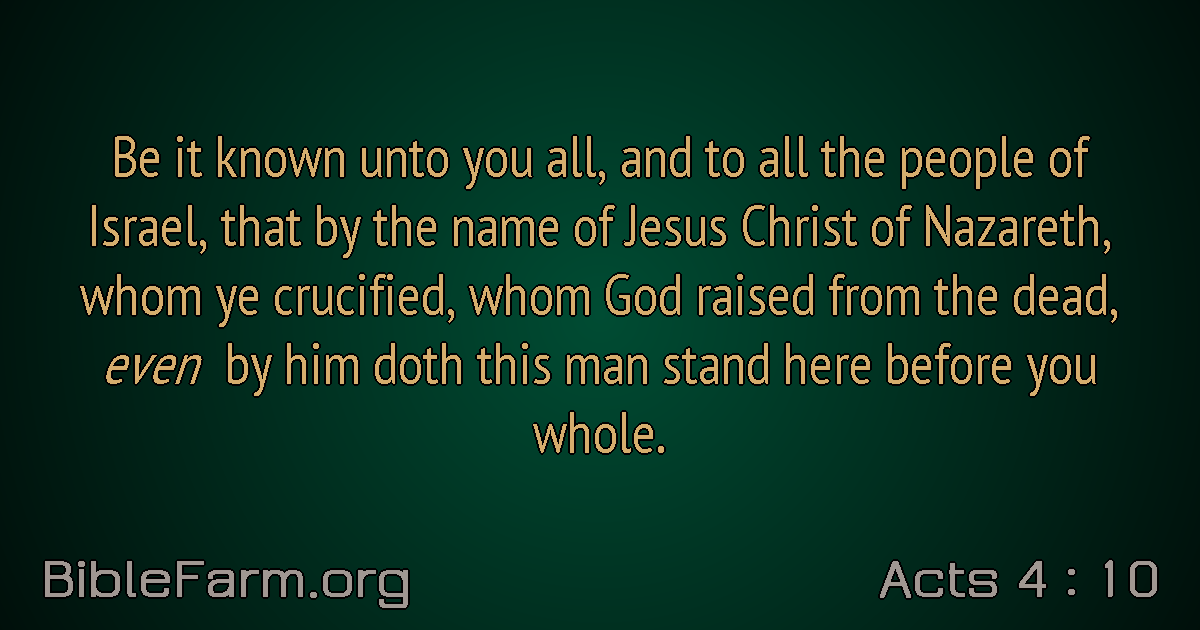 Be it known unto you all, and to all the people of
Israel, that by the name of Jesus Christ of Nazareth,
whom ye crucified, whom God raised from the dead,
even by him doth this man stand here before you
whole.
BibleFarm.org
Acts 4 : 10